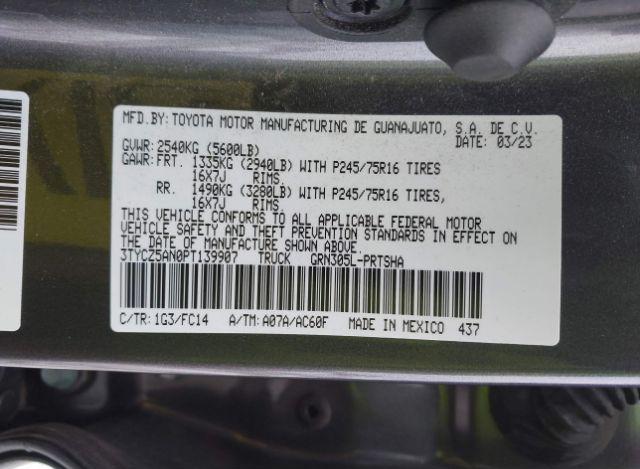 MFD.BY: TOYOTA MOTOR MANUFACTURING DE GUANAJUATO, S.A. DE C.V.
GVWR: 2540KG (5600LB) DATE: 03/23
GAWR: FRT. 1335KG (2940LB) WITH P245/75R16 TIRES
16X7J RIMS
RR. 1490KG (3280LB) WITH P245/75R16 TIRES,
16X7J RIMS
THIS VEHICLE CONFORMS TO ALL APPLICABLE FEDERAL MOTOR
VEHICLE SAFETY AND THEFT PREVENTION STANDARDS IN EFFECT
ON THE DATE OF MANUFACTURE SHOWN ABOVE.
3TYCZ5AN0PT139907 TRUCK GRN305L-PRTSHA
C/TR: 1G3/FC14 A/TM: A07A/AC60F MADE IN MEXICO 437